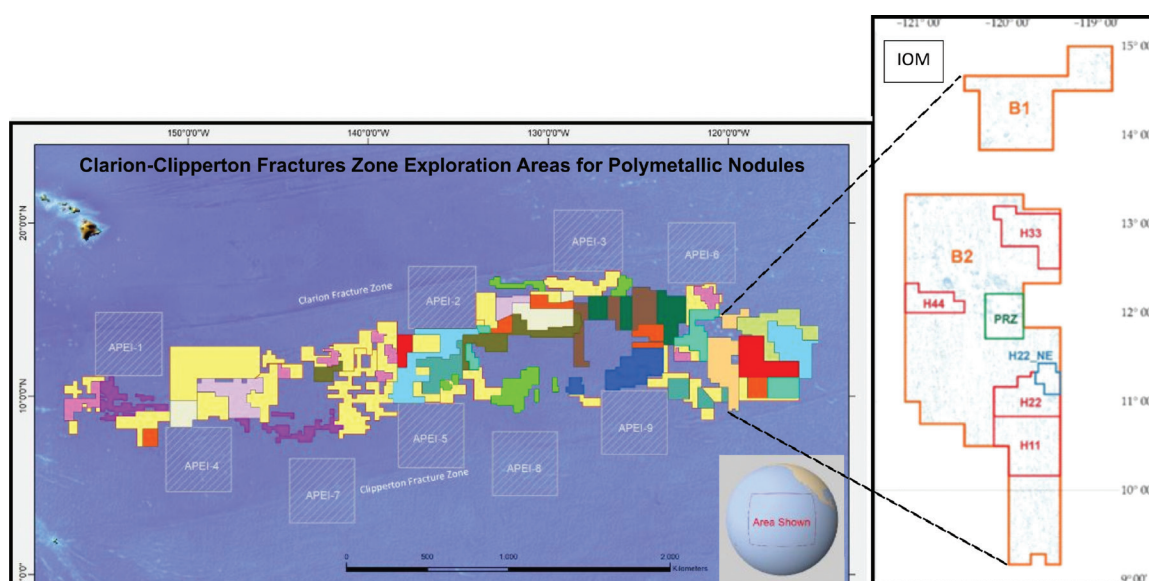 Clarion-Clipperton Fractures Zone Exploration Areas for Polymetallic Nodules
150°0'0"W
140°0'0"W
130°0'0"W
120°0'0"W
20°0'0"N
10°0'0"N
APEI-1
APEI-2
APEI-3
APEI-6
Clarion Fracture Zone
APEI-4
APEI-5
APEI-7
APEI-8
APEI-9
Clipperton Fracture Zone
Area Shown
0
500
1.000
2.000
Kilometers
-121° 00'
-120° 00'
-119° 00'
IOM
15° 00'
B1
14° 00'
13° 00'
H33
B2
H44
PRZ
12° 00'
H22_NE
H22
11° 00'
H11
10° 00'
9° 00'